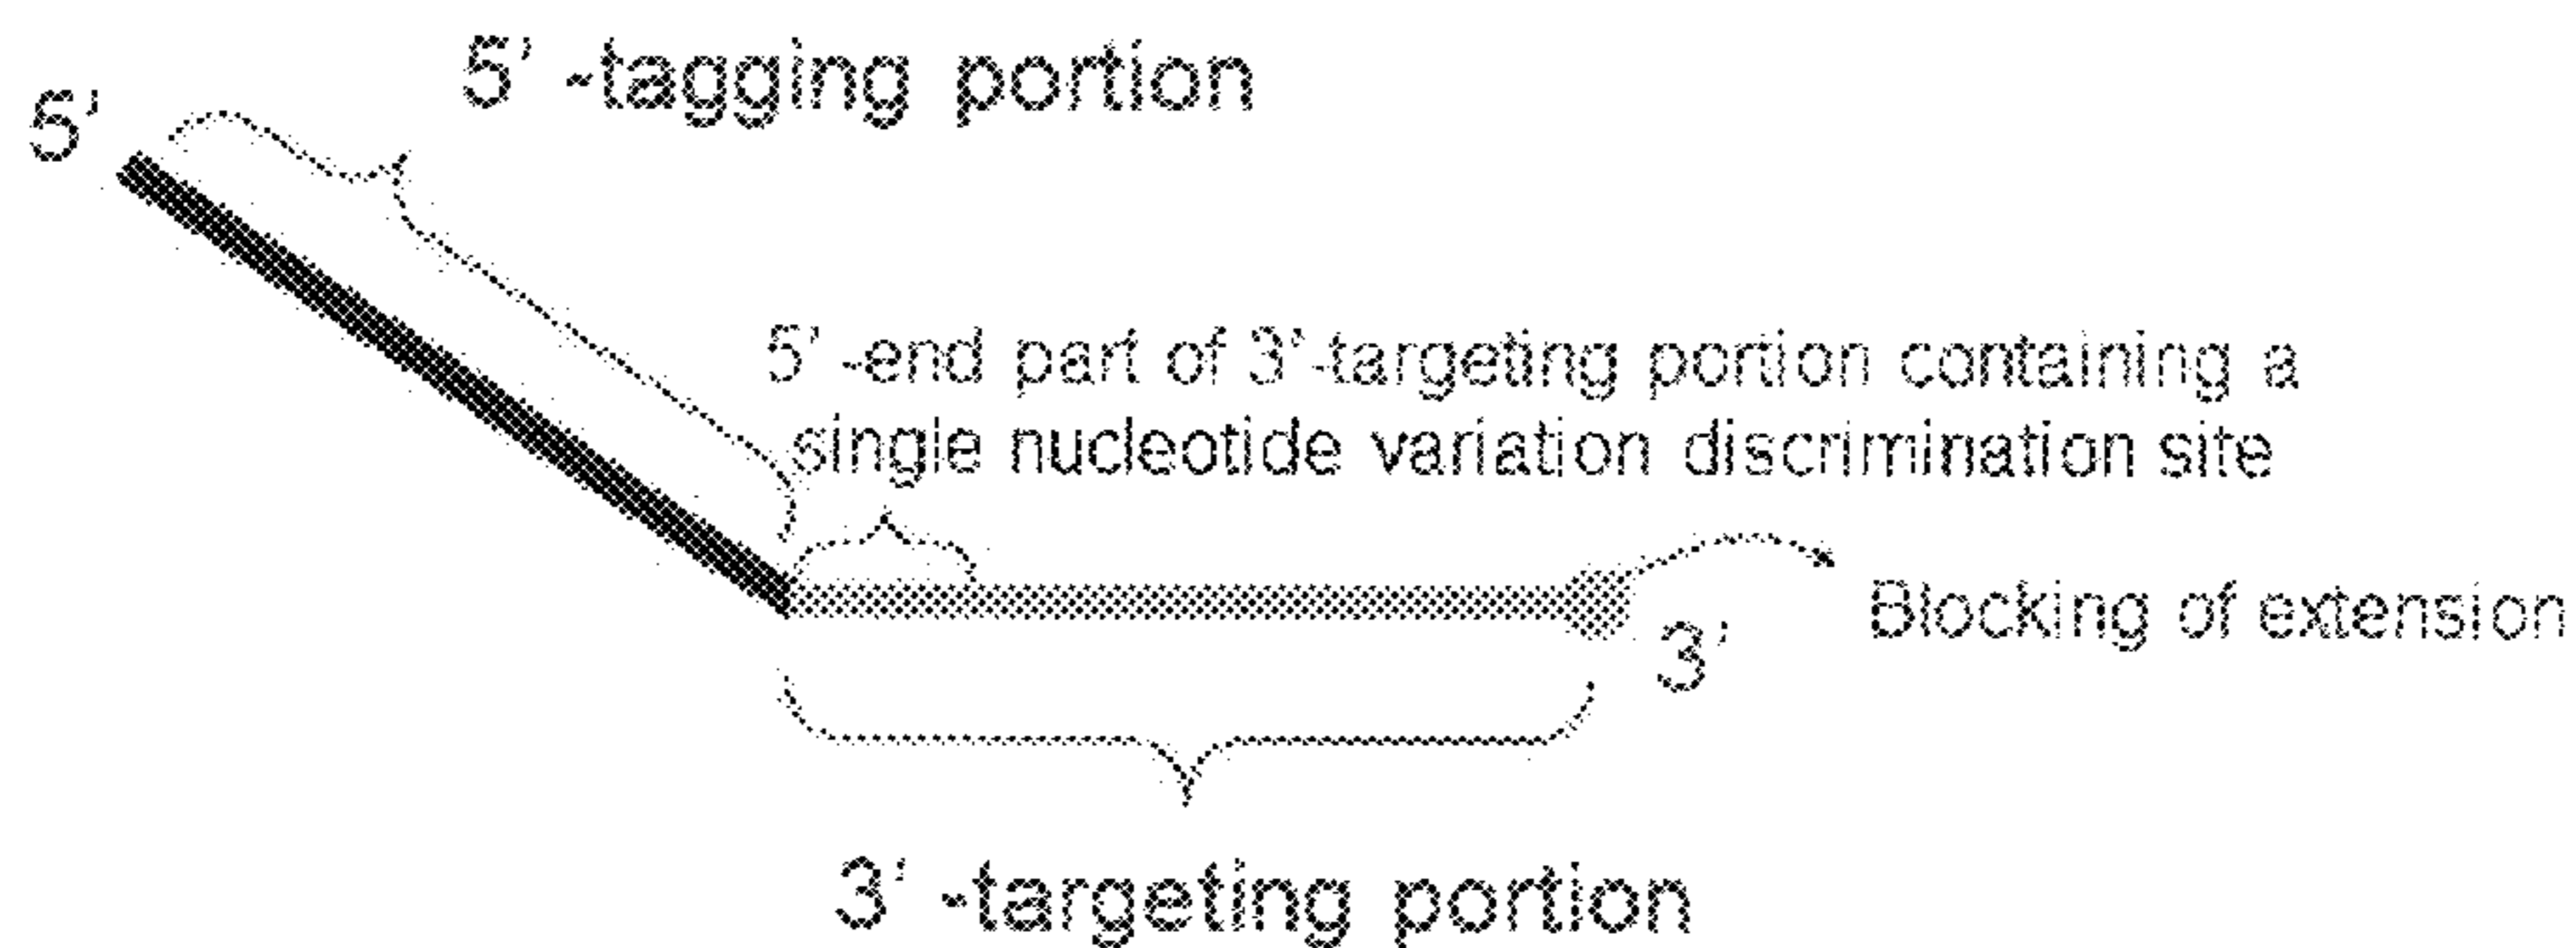 5' -tagging portion
5'
5' -end part of 3'-targeting portion containing a
single nucleotide variation discrimination site
Blocking of extension
3'
3' -targeting portion